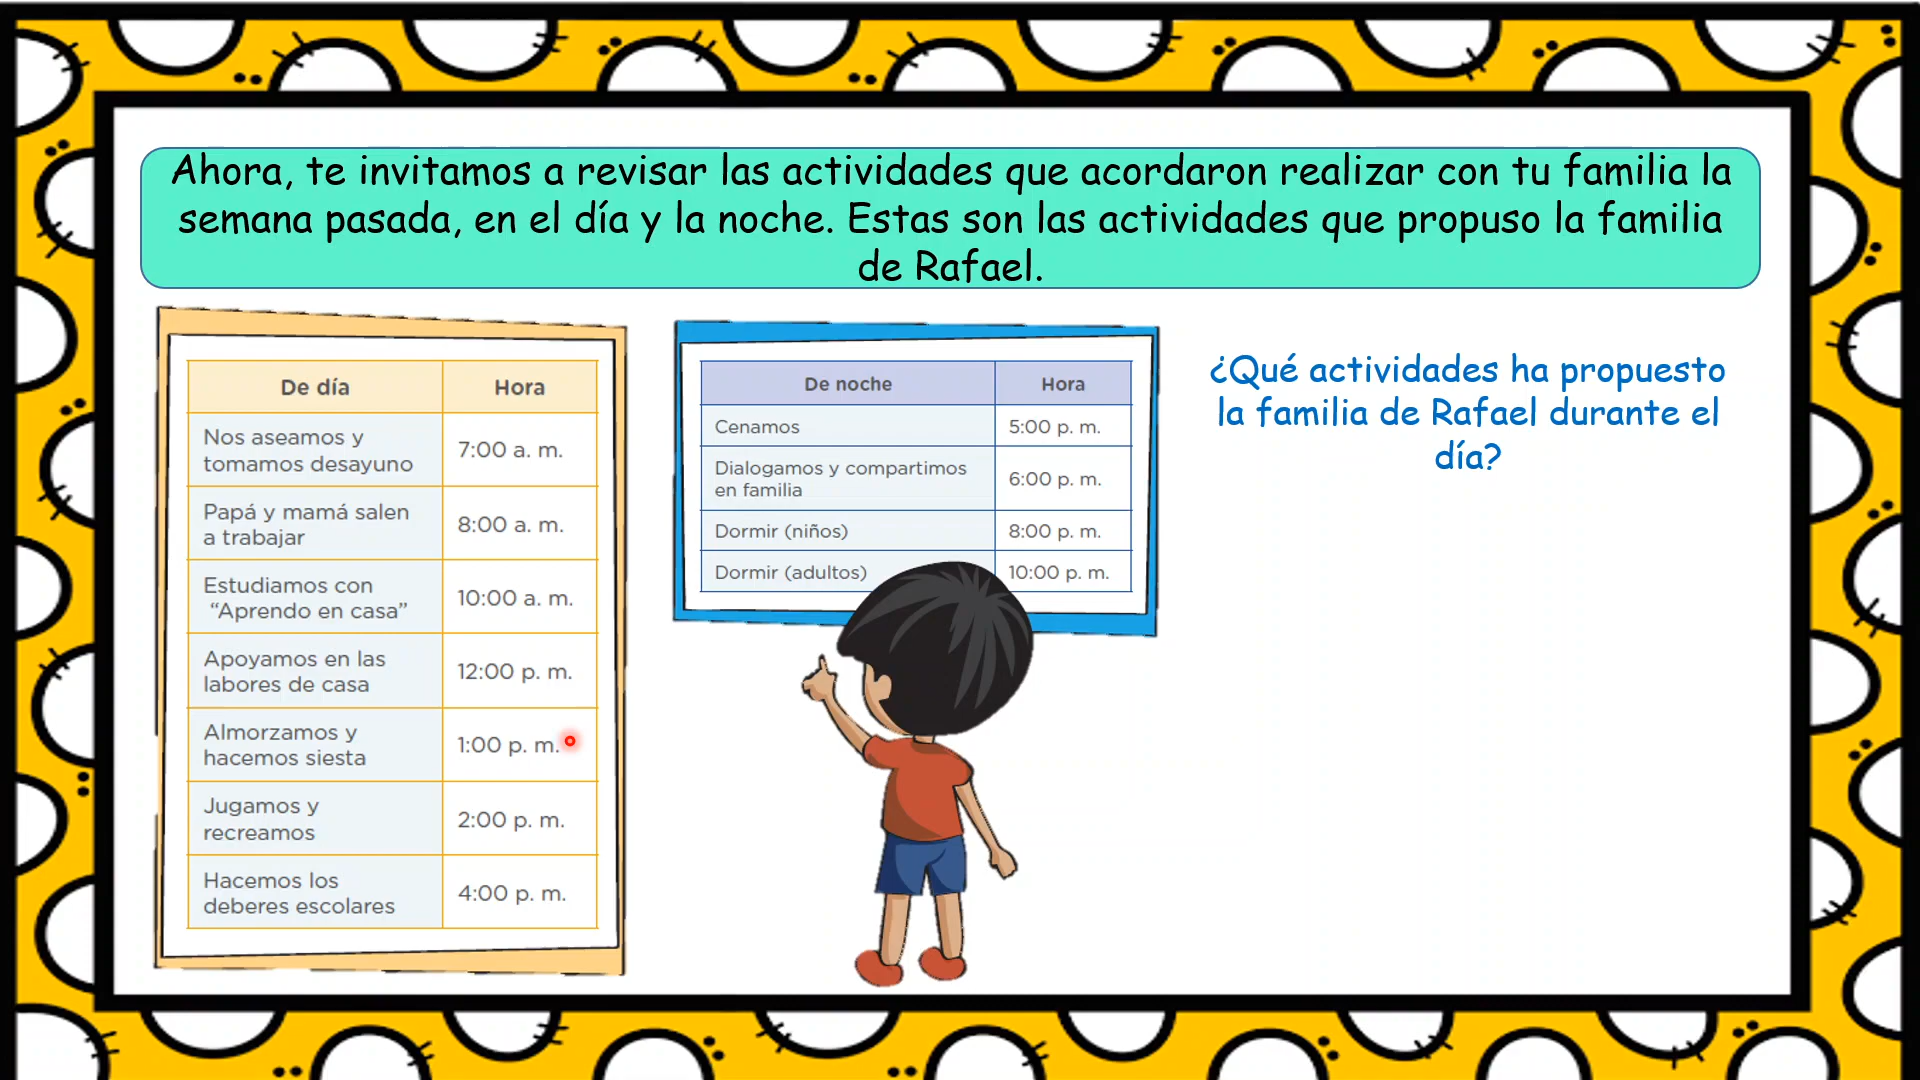 Ahora, te invitamos a revisar las actividades que acordaron realizar con tu familia la
semana pasada, en el día y la noche. Estas son las actividades que propuso la familia
de Rafael.
De día Hora
Nos aseamos y
tomamos desayuno
7:00 a. m.
Papá y mamá salen
a trabajar
8:00 a. m.
Estudiamos con
“Aprendo en casa”
10:00 a. m.
Apoyamos en las
labores de casa
12:00 p. m.
Almorzamos y
hacemos siesta
1:00 p. m.
Jugamos y
recreamos
2:00 p. m.
Hacemos los
deberes escolares
4:00 p. m.
De noche Hora
Cenamos 5:00 p. m.
Dialogamos y compartimos
en familia
6:00 p. m.
Dormir (niños) 8:00 p. m.
Dormir (adultos) 10:00 p. m.
¿Qué actividades ha propuesto
la familia de Rafael durante el
día?